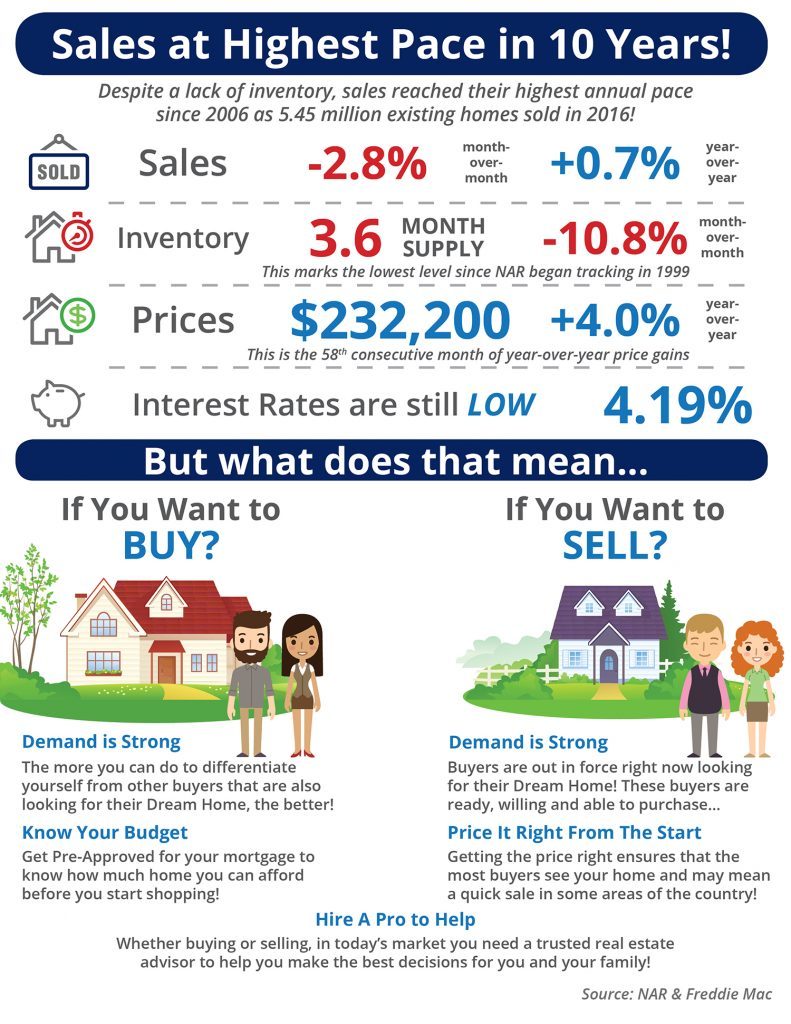 Sales at Highest Pace in 10 Years!
Despite a lack of inventory, sales reached their highest annual pace
since 2006 as 5.45 million existing homes sold in 2016!
SOLD
Sales
-2.8%
month-
over-
month
+0.7%
year-
over-
year
Inventory
3.6
MONTH
SUPPLY
-10.8%
month-
over-
month
This marks the lowest level since NAR began tracking in 1999
$
Prices
$232,200
+4.0%
year-
over-
year
This is the 58th consecutive month of year-over-year price gains
Interest Rates are still LOW
4.19%
But what does that mean...
If You Want to
BUY?
Demand is Strong
The more you can do to differentiate
yourself from other buyers that are also
looking for their Dream Home, the better!
Know Your Budget
Get Pre-Approved for your mortgage to
know how much home you can afford
before you start shopping!
If You Want to
SELL?
Demand is Strong
Buyers are out in force right now looking
for their Dream Home! These buyers are
ready, willing and able to purchase...
Price It Right From The Start
Getting the price right ensures that the
most buyers see your home and may mean
a quick sale in some areas of the country!
Hire A Pro to Help
Whether buying or selling, in today's market you need a trusted real estate
advisor to help you make the best decisions for you and your family!
Source: NAR & Freddie Mac